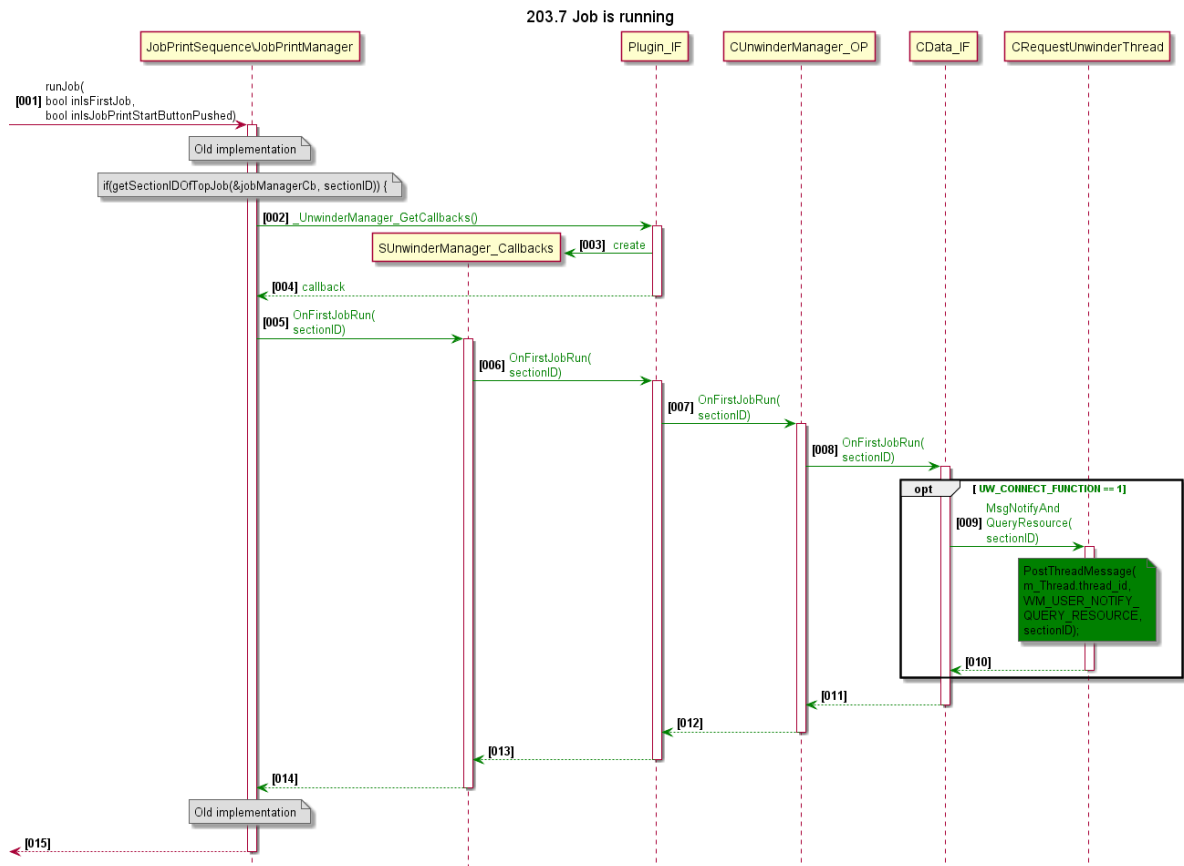 203.7 Job is running
JobPrintSequence\JobPrintManager
Plugin_IF
CUnwinderManager_OP
CData_IF
CRequestUnwinderThread
runJob(
[001] bool inIsFirstJob,
bool inIsJobPrintStartButtonPushed)
Old implementation
if(getSectionIDOfTopJob(&jobManagerCb, sectionID)) {
[002] _UnwinderManager_GetCallbacks()
SUnwinderManager_Callbacks
[003] create
[004] callback
[005] OnFirstJobRun(
sectionID)
[006] OnFirstJobRun(
sectionID)
[007] OnFirstJobRun(
sectionID)
[008] OnFirstJobRun(
sectionID)
opt [ UW_CONNECT_FUNCTION == 1]
MsgNotifyAnd
[009] QueryResource(
sectionID)
PostThreadMessage(
m_Thread.thread_id,
WM_USER_NOTIFY_
QUERY_RESOURCE,
sectionID);
[010]
[011]
[012]
[013]
[014]
Old implementation
[015]